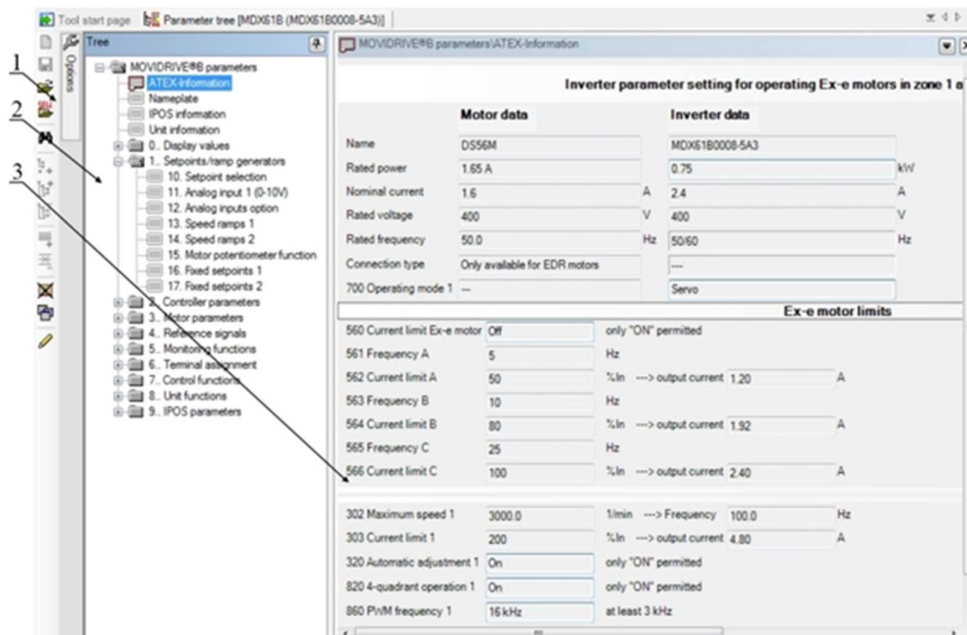 Tool start page Parameter tree [MDX61B (MDX61B0008-5A3)]
1
2
3
Options
Tree
MOVIDRIVE®B parameters
ATEX-Information
Nameplate
IPOS information
Unit information
0.. Display values
1.. Setpoints/ramp generators
10. Setpoint selection
11. Analog input 1 (0-10V)
12. Analog inputs option
13. Speed ramps 1
14. Speed ramps 2
15. Motor potentiometer function
16. Fixed setpoints 1
17. Fixed setpoints 2
2.. Controller parameters
3.. Motor parameters
4.. Reference signals
5.. Monitoring functions
6.. Terminal assignment
7.. Control functions
8.. Unit functions
9.. IPOS parameters
MOVIDRIVE®B parameters\ATEX-Information
Inverter parameter setting for operating Ex-e motors in zone 1 a
Motor data Inverter data
Name DS56M MDX61B0008-5A3
Rated power 1.65 A 0.75 kW
Nominal current 1.6 A 2.4 A
Rated voltage 400 V 400 V
Rated frequency 50.0 Hz 50/60 Hz
Connection type Only available for EDR motors ----
700 Operating mode 1 --- Servo
Ex-e motor limits
560 Current limit Ex-e motor Off only "ON" permitted
561 Frequency A 5 Hz
562 Current limit A 50 %In ---> output current 1.20 A
563 Frequency B 10 Hz
564 Current limit B 80 %In ---> output current 1.92 A
565 Frequency C 25 Hz
566 Current limit C 100 %In ---> output current 2.40 A
302 Maximum speed 1 3000.0 1/min ---> Frequency 100.0 Hz
303 Current limit 1 200 %In ---> output current 4.80 A
320 Automatic adjustment 1 On only "ON" permitted
820 4-quadrant operation 1 On only "ON" permitted
860 PWM frequency 1 16 kHz at least 3 kHz